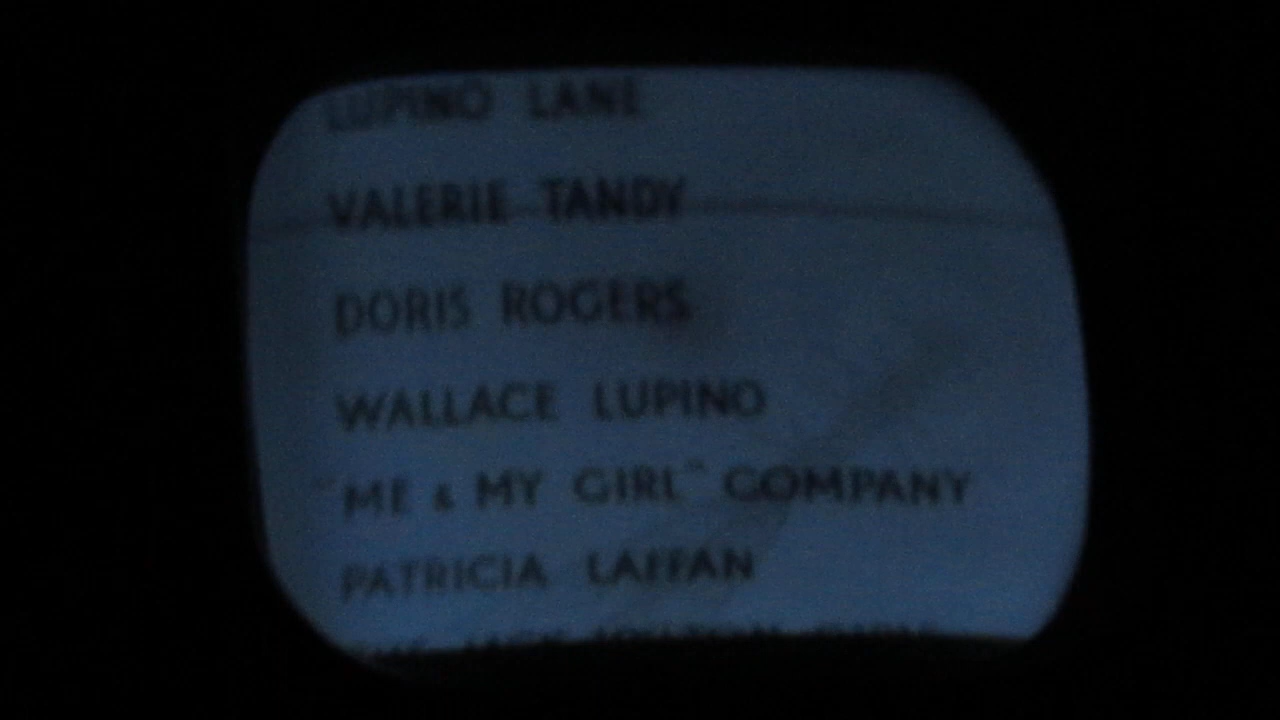 LUPINO LANE
VALERIE TANDY
DORIS ROGERS
WALLACE LUPINO
"ME & MY GIRL" COMPANY
PATRICIA LAFFAN